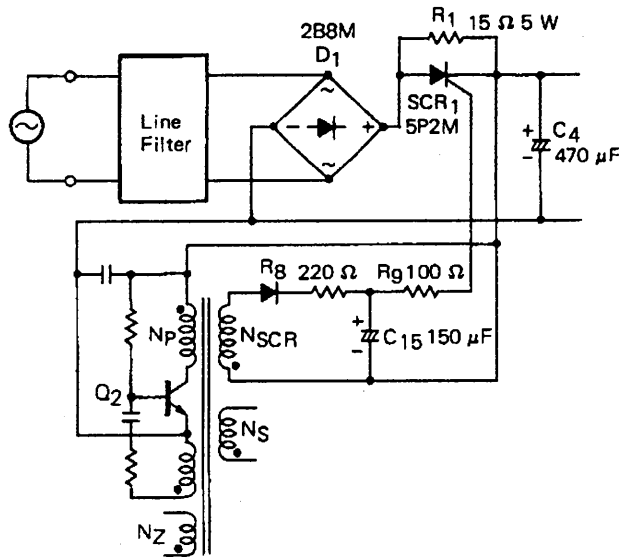 2B8M
D1
~
− +
~
Line
Filter
R1 15 Ω 5 W
SCR1
5P2M
+
−
C4
470 μF
R8 220 Ω
R9 100 Ω
NP
NSCR
+
−
C15 150 μF
Q2
NS
NZ